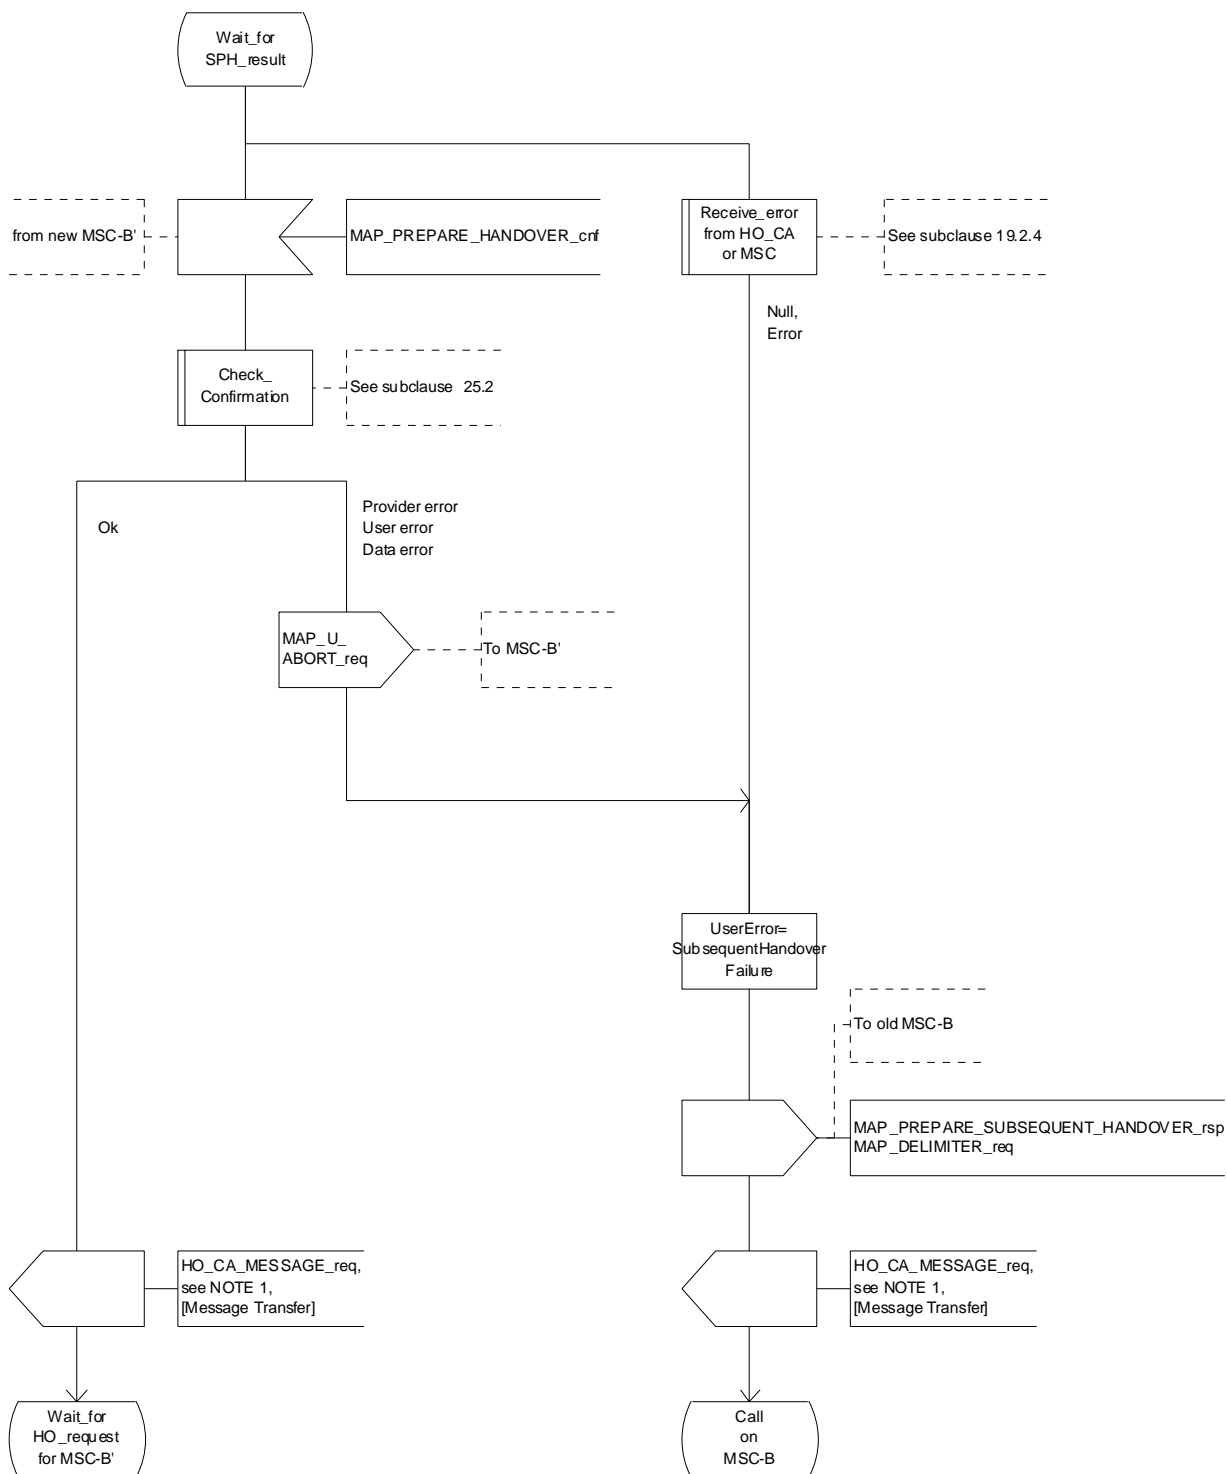 Wait_for
SPH_result
from new MSC-B'
MAP_PREPARE_HANDOVER_cnf
Receive_error
from HO_CA
or MSC
See subclause 19.2.4
Null,
Error
Check_
Confirmation
See subclause 25.2
Ok
Provider error
User error
Data error
MAP_U_
ABORT_req
To MSC-B'
UserError=
SubsequentHandover
Failure
To old MSC-B
MAP_PREPARE_SUBSEQUENT_HANDOVER_rsp
MAP_DELIMITER_req
HO_CA_MESSAGE_req,
see NOTE 1,
[Message Transfer]
HO_CA_MESSAGE_req,
see NOTE 1,
[Message Transfer]
Wait_for
HO_request
for MSC-B'
Call
on
MSC-B